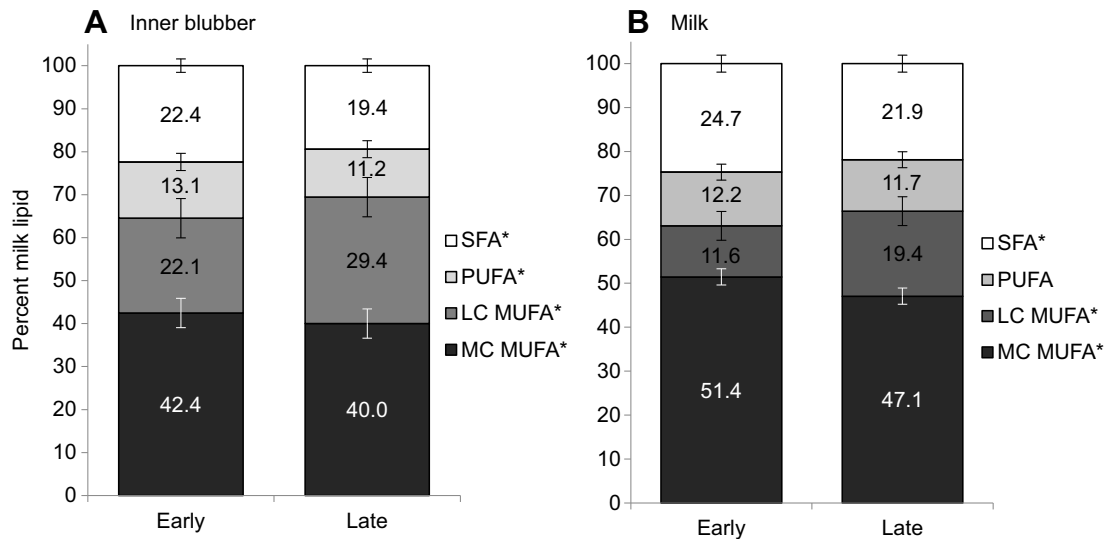 A Inner blubber
Percent milk lipid
100
90
80
70
60
50
40
30
20
10
0
22.4
13.1
22.1
42.4
19.4
11.2
29.4
40.0
Early
Late
SFA*
PUFA*
LC MUFA*
MC MUFA*
B Milk
100
90
80
70
60
50
40
30
20
10
0
24.7
12.2
11.6
51.4
21.9
11.7
19.4
47.1
Early
Late
SFA*
PUFA
LC MUFA*
MC MUFA*